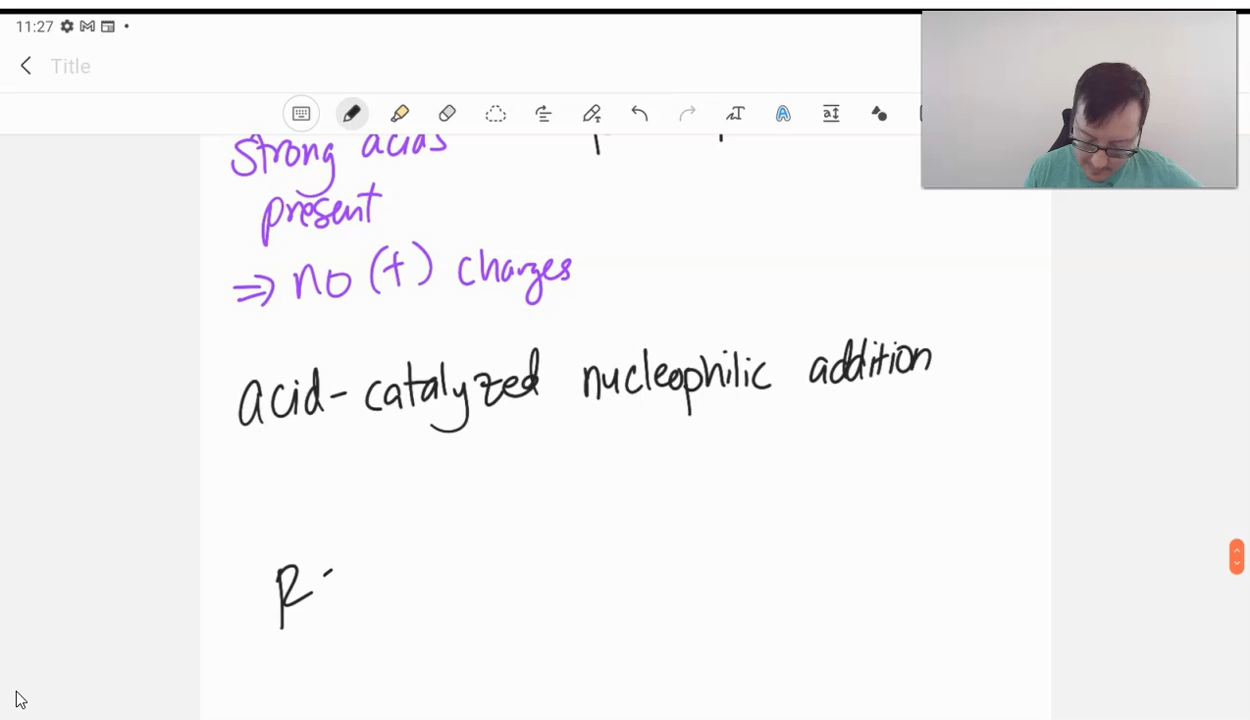 11:27
Title
strong acids
present
⇒ no (+) charges
acid-catalyzed nucleophilic addition
R